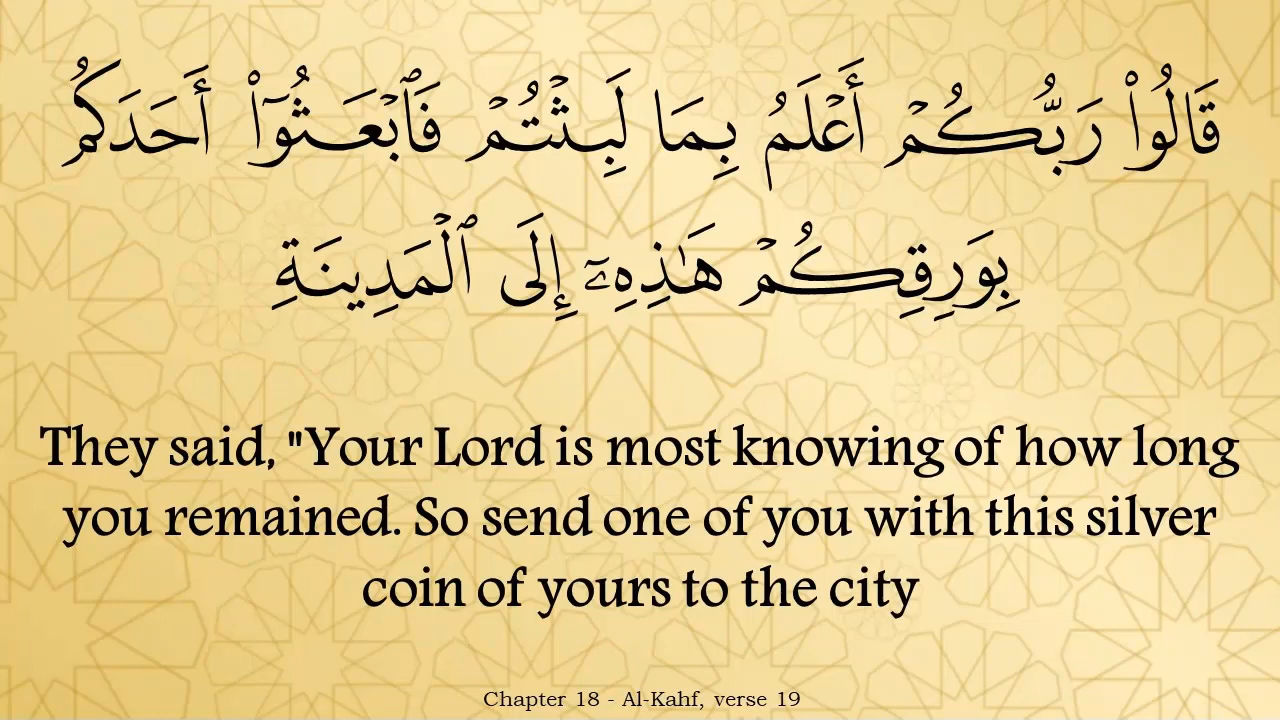 قَالُوا۟ رَبُّكُمْ أَعْلَمُ بِمَا لَبِثْتُمْ فَٱبْعَثُوٓا۟ أَحَدَكُم
بِوَرِقِكُمْ هَـٰذِهِۦٓ إِلَى ٱلْمَدِينَةِ
They said, "Your Lord is most knowing of how long
you remained. So send one of you with this silver
coin of yours to the city
Chapter 18 - Al-Kahf, verse 19